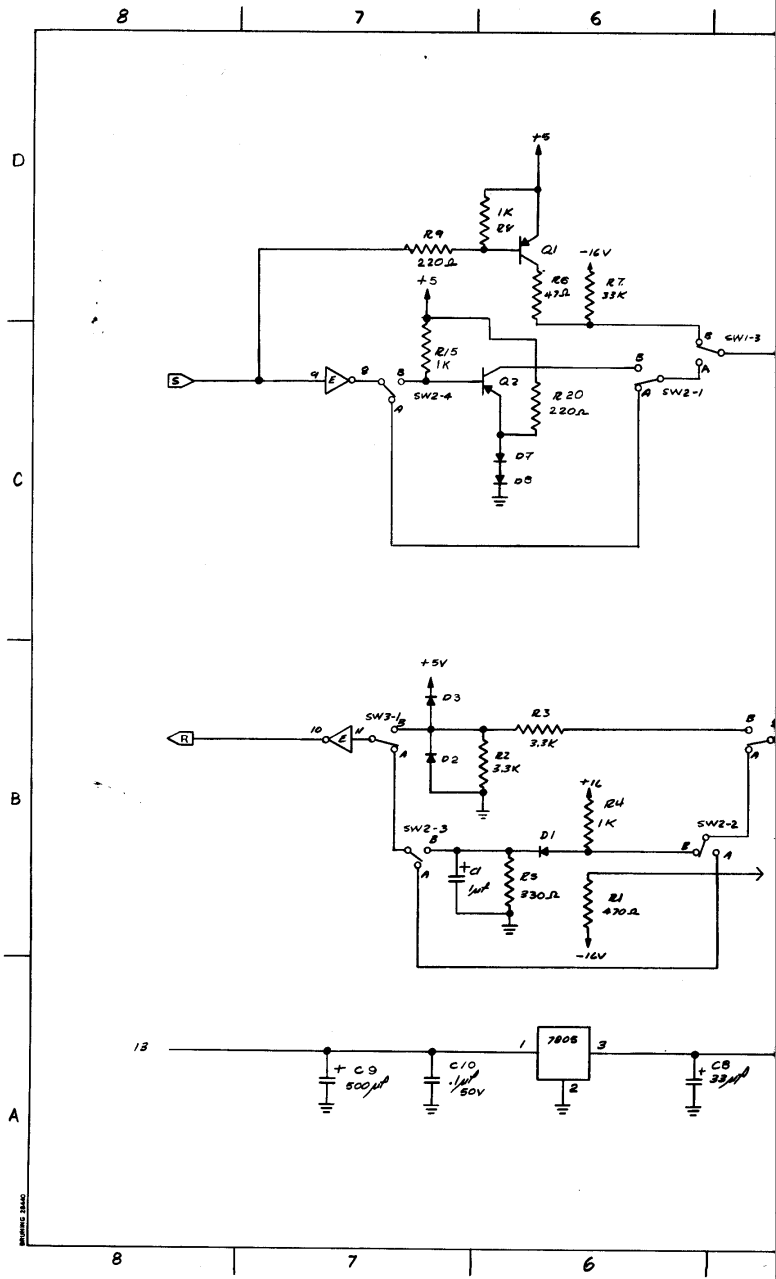 8 7 6
D
+5
1K
R8
R9
220Ω
Q1
-16V
R6
47Ω
R7
33K
+5
B
SW1-3
A
R15
1K
S
9 E 8
B
A
SW2-4
Q2
R20
220Ω
B
A
SW2-1
C
D7
D8
+5V
D3
SW3-1
B
A
R3
3.3K
B
A
R
10 E 11
D2
R2
3.3K
B
+16
R4
1K
SW2-3
B
A
D1
SW2-2
B
A
+ C1
1µf
R5
330Ω
R1
470Ω
-16V
13
1 7805 3
2
+ C9
500µf
C10
.1µf
50V
+ C8
33µf
A
BRUNING 28440
8 7 6